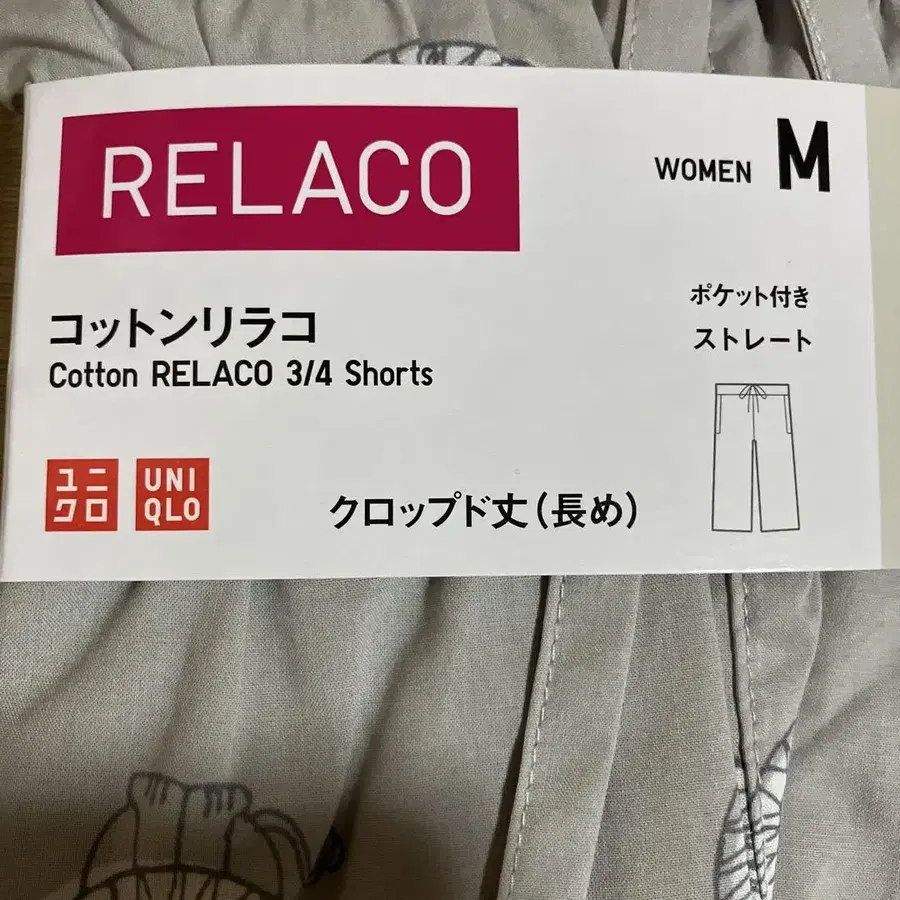 RELACO
WOMEN M
コットンリラコ
Cotton RELACO 3/4 Shorts
ポケット付き
ストレート
ユニ
クロ
UNI
QLO
クロップド丈(長め)